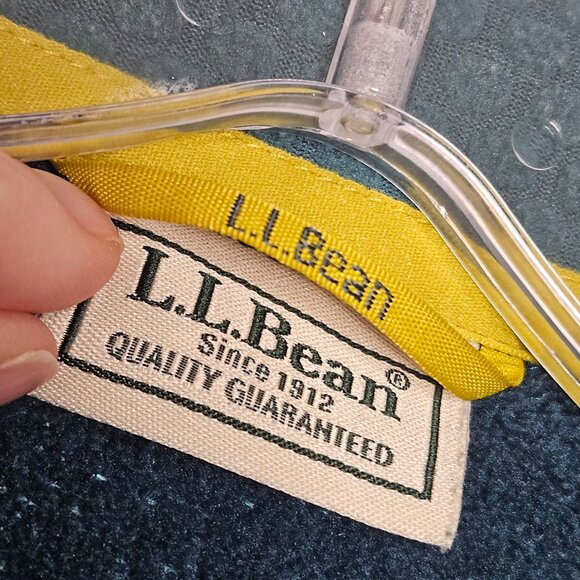 L.L.Bean
L.L.Bean®
Since 1912
QUALITY GUARANTEED